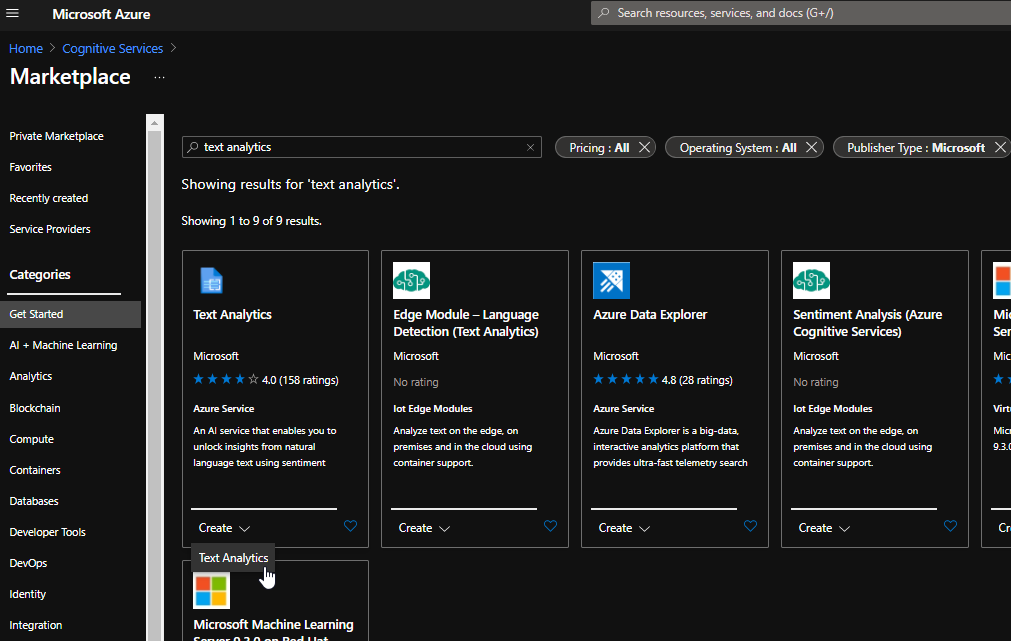 Microsoft Azure
Search resources, services, and docs (G+/)
Home > Cognitive Services >
Marketplace ...
Private Marketplace
Favorites
Recently created
Service Providers
Categories
Get Started
AI + Machine Learning
Analytics
Blockchain
Compute
Containers
Databases
Developer Tools
DevOps
Identity
Integration
text analytics
Pricing : All
Operating System : All
Publisher Type : Microsoft
Showing results for 'text analytics'.
Showing 1 to 9 of 9 results.
Text Analytics
Microsoft
4.0 (158 ratings)
Azure Service
An AI service that enables you to
unlock insights from natural
language text using sentiment
Create
Edge Module – Language
Detection (Text Analytics)
Microsoft
No rating
Iot Edge Modules
Analyze text on the edge, on
premises and in the cloud using
container support.
Create
Azure Data Explorer
Microsoft
4.8 (28 ratings)
Azure Service
Azure Data Explorer is a big-data,
interactive analytics platform that
provides ultra-fast telemetry search
Create
Sentiment Analysis (Azure
Cognitive Services)
Microsoft
No rating
Iot Edge Modules
Analyze text on the edge, on
premises and in the cloud using
container support.
Create
Text Analytics
Microsoft Machine Learning
Server 9.3.0 on Red Hat